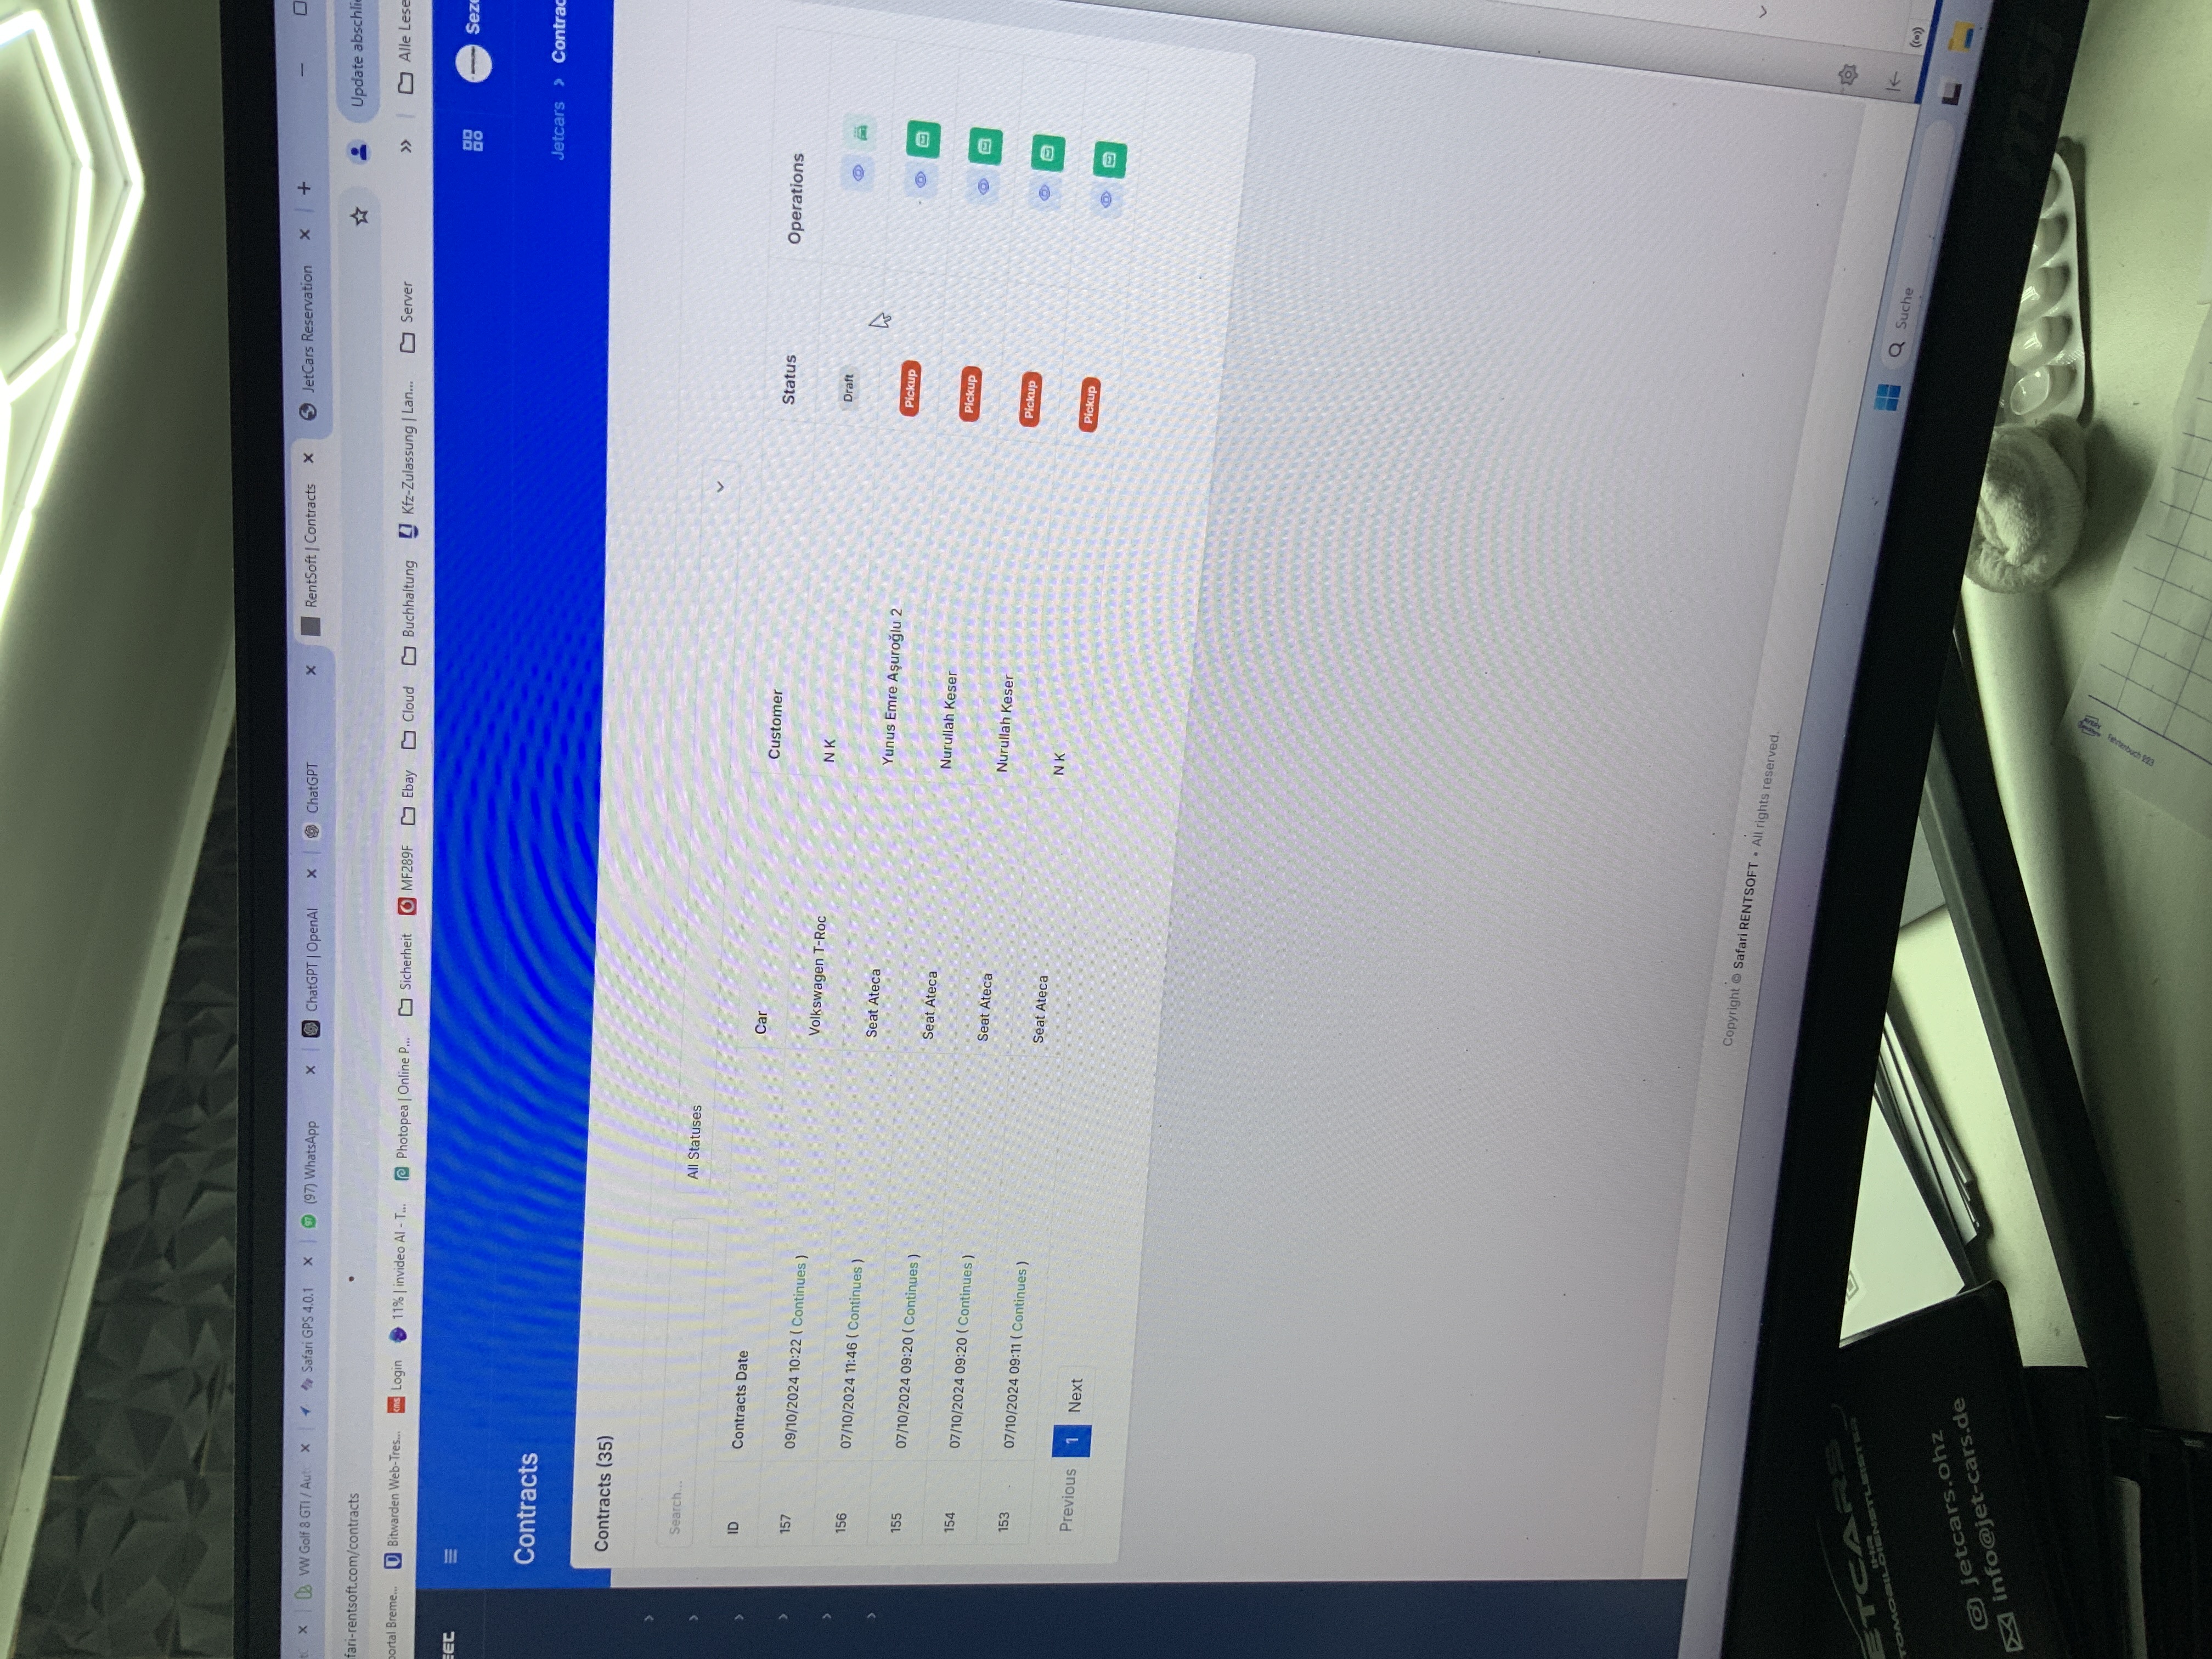 VW Golf 8 GTI / Aut
Safari GPS 4.0.1
(97) WhatsApp
ChatGPT | OpenAI
ChatGPT
RentSoft | Contracts
JetCars Reservation
fari-rentsoft.com/contracts
Update abschli
portal Breme...
Bitwarden Web-Tres...
Login
11% | invideo AI - T...
Photopea | Online P...
Sicherheit
MF289F
Ebay
Cloud
Buchhaltung
Kfz-Zulassung | Lan...
Server
Alle Lese
Seze
Contracts
Jetcars > Contrac
Contracts (35)
Search...
All Statuses
ID Contracts Date Car Customer Status Operations
157 09/10/2024 10:22 ( Continues ) Volkswagen T-Roc N K Draft
156 07/10/2024 11:46 ( Continues ) Seat Ateca Yunus Emre Aşuroğlu 2 Pickup
155 07/10/2024 09:20 ( Continues ) Seat Ateca Nurullah Keser Pickup
154 07/10/2024 09:20 ( Continues ) Seat Ateca Nurullah Keser Pickup
153 07/10/2024 09:11 ( Continues ) Seat Ateca N K Pickup
Previous 1 Next
Copyright © Safari RENTSOFT • All rights reserved.
Suche
msi
ETCARS
IHR
TOMOBILDIENSTLEISTER
jetcars.ohz
info@jet-cars.de